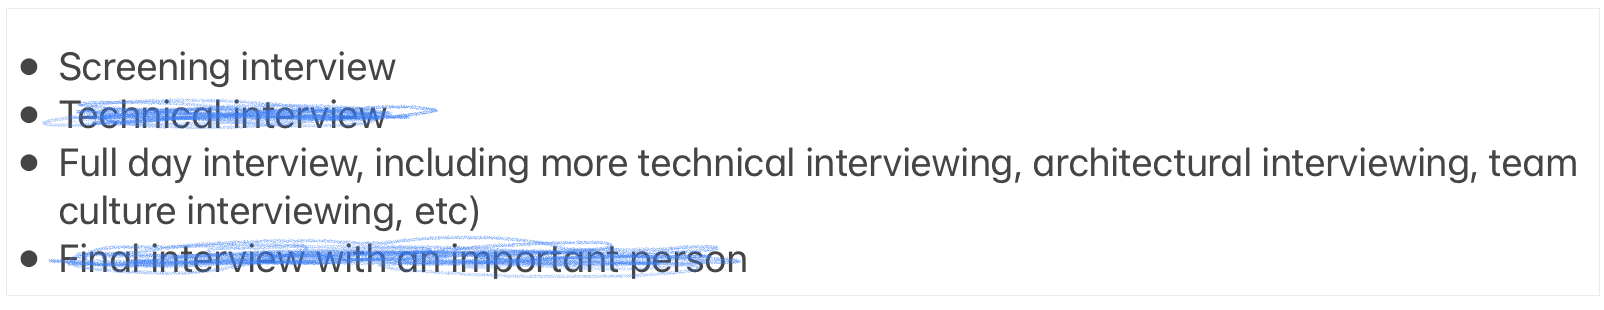 Screening interview
Technical interview
Full day interview, including more technical interviewing, architectural interviewing, team
culture interviewing, etc)
Final interview with an important person